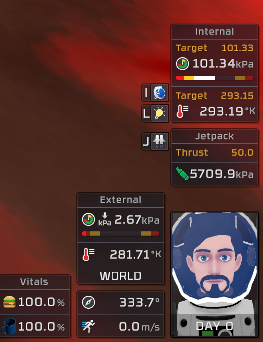 Internal
Target 101.33
101.34kPa
Target 293.15
293.19°K
I
L
J
Jetpack
Thrust 50.0
5709.9kPa
External
kPa 2.67kPa
281.71°K
WORLD
Vitals
100.0%
100.0%
333.7°
0.0m/s
DAY 0